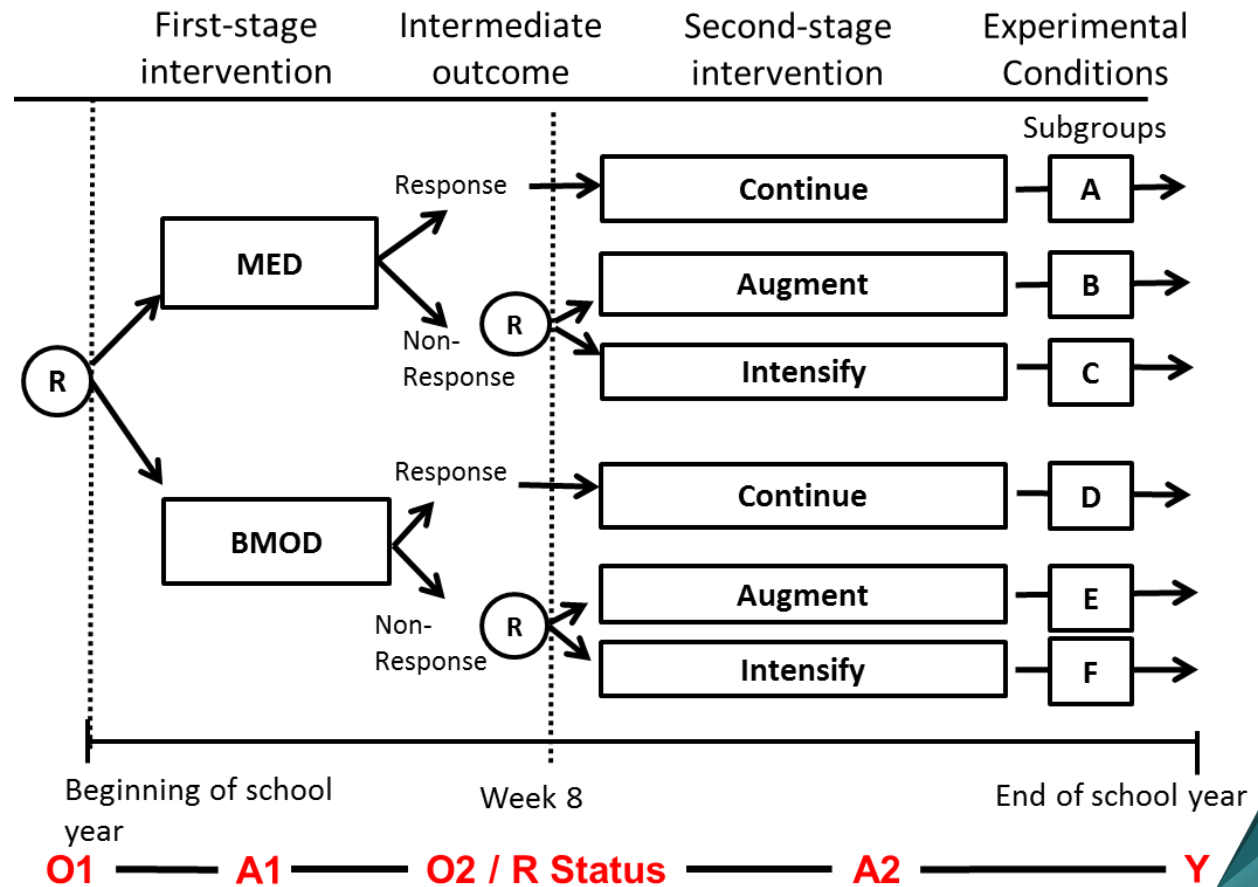 First-stage
intervention
Intermediate
outcome
Second-stage
intervention
Experimental
Conditions
Subgroups
Response
Continue
A
MED
Augment
B
R
Non-
Response
Intensify
C
R
Response
Continue
D
BMOD
Augment
E
R
Non-
Response
Intensify
F
Beginning of school
year
Week 8
End of school year
O1 A1 O2 / R Status A2 Y